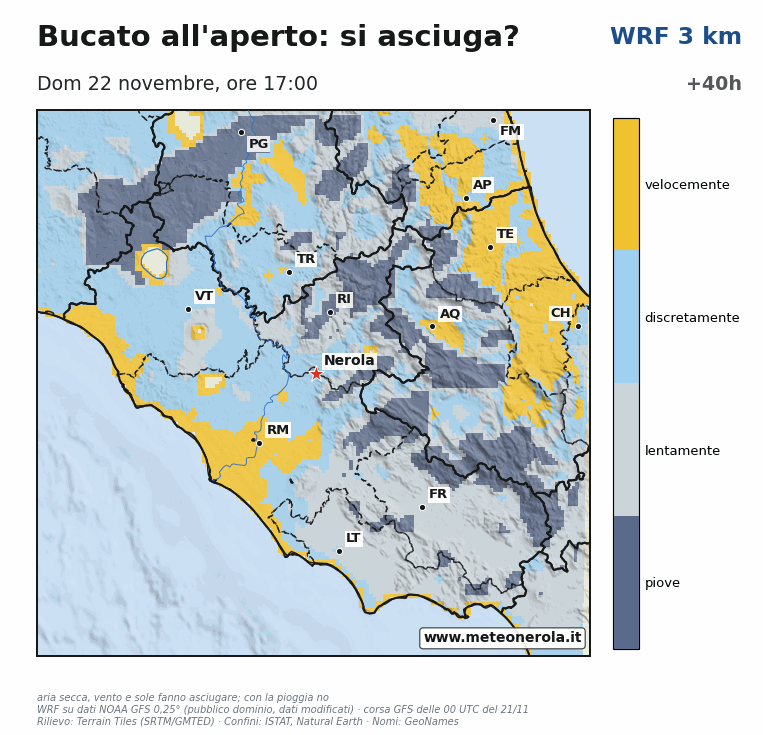 Bucato all'aperto: si asciuga?
WRF 3 km
Dom 22 novembre, ore 17:00
+40h
PG
FM
AP
TE
TR
VT
RI
AQ
CH
Nerola
RM
FR
LT
www.meteonerola.it
velocemente
discretamente
lentamente
piove
aria secca, vento e sole fanno asciugare; con la pioggia no
WRF su dati NOAA GFS 0,25° (pubblico dominio, dati modificati) · corsa GFS delle 00 UTC del 21/11
Rilievo: Terrain Tiles (SRTM/GMTED) · Confini: ISTAT, Natural Earth · Nomi: GeoNames